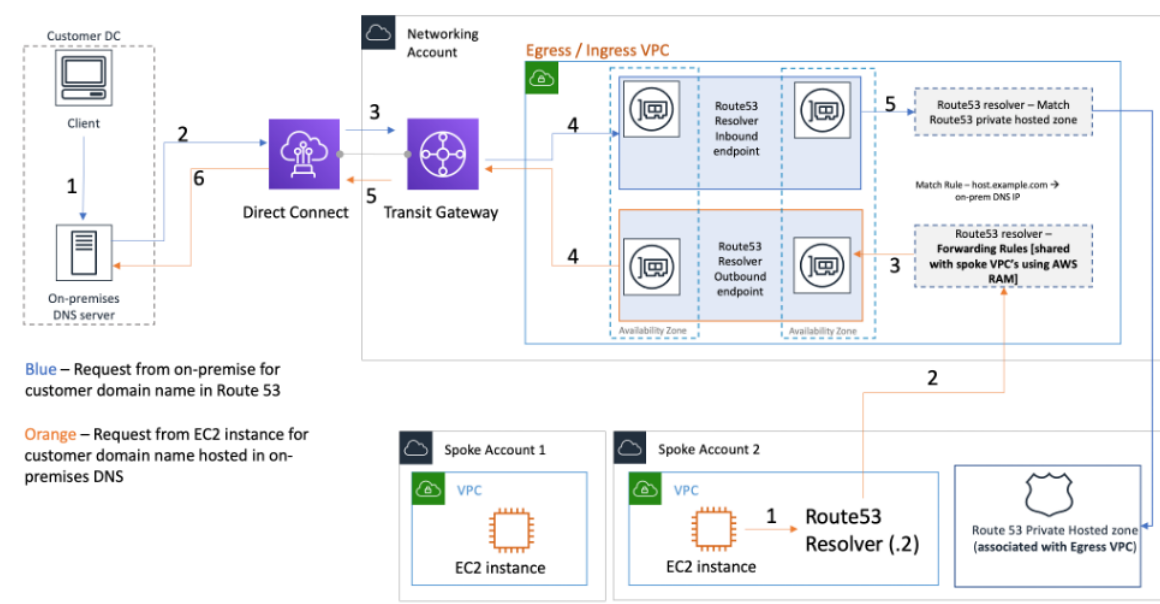 Customer DC
Client
1
On-premises
DNS server
2
6
Direct Connect
3
5
Transit Gateway
Networking
Account
Egress / Ingress VPC
4
4
Route53
Resolver
Inbound
endpoint
Route53
Resolver
Outbound
endpoint
Availability Zone
Availability Zone
5
Route53 resolver – Match
Route53 private hosted zone
Match Rule – host.example.com →
on-prem DNS IP
3
Route53 resolver –
Forwarding Rules [shared
with spoke VPC's using AWS
RAM]
2
Blue – Request from on-premise for
customer domain name in Route 53
Orange – Request from EC2 instance for
customer domain name hosted in on-
premises DNS
Spoke Account 1
VPC
EC2 instance
Spoke Account 2
VPC
EC2 instance
1
Route53
Resolver (.2)
Route 53 Private Hosted zone
(associated with Egress VPC)